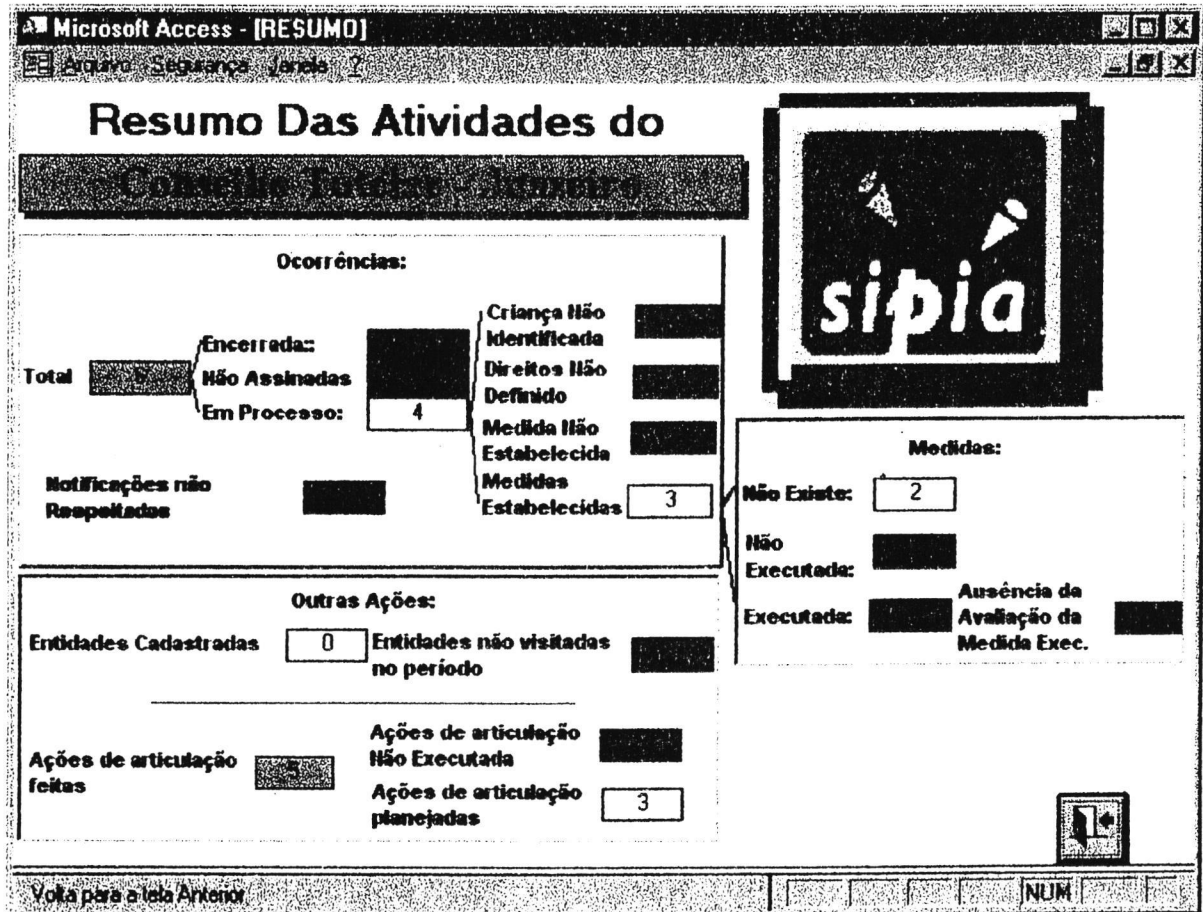 Microsoft Access - [RESUMO]
Arquivo Segurança Janela ?
Resumo Das Atividades do
Conselho Tutelar - Juazeiro
sipia
Ocorrências:
Total
Encerrada::
Não Assinadas
Em Processo: 4
Criança Não
Identificada
Direitos Não
Definido
Medida Não
Estabelecida
Medidas
Estabelecidas 3
Notificações não
Respeitadas
Medidas:
Não Existe: 2
Não
Executada:
Executada:
Ausência da
Avaliação da
Medida Exec.
Outras Ações:
Entidades Cadastradas 0
Entidades não visitadas
no período
Ações de articulação
feitas 5
Ações de articulação
Não Executada
Ações de articulação
planejadas 3
Volta para a tela Anterior
NUM